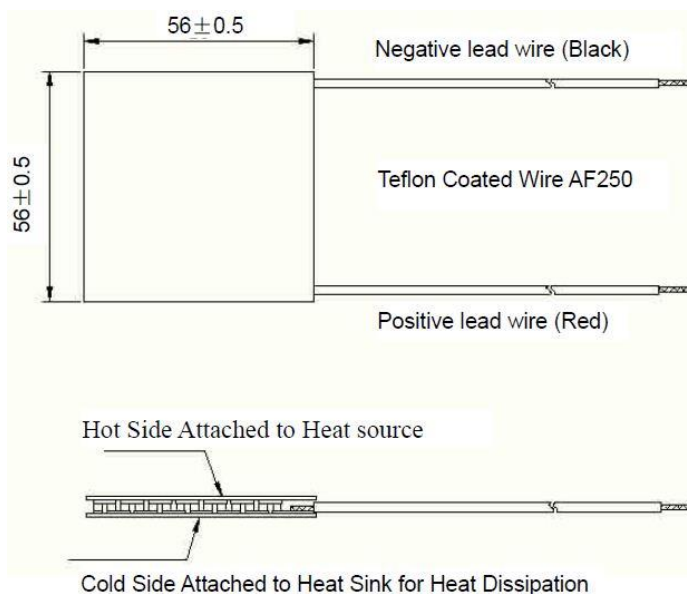 56±0.5
Negative lead wire (Black)
56±0.5
Teflon Coated Wire AF250
Positive lead wire (Red)
Hot Side Attached to Heat source
Cold Side Attached to Heat Sink for Heat Dissipation